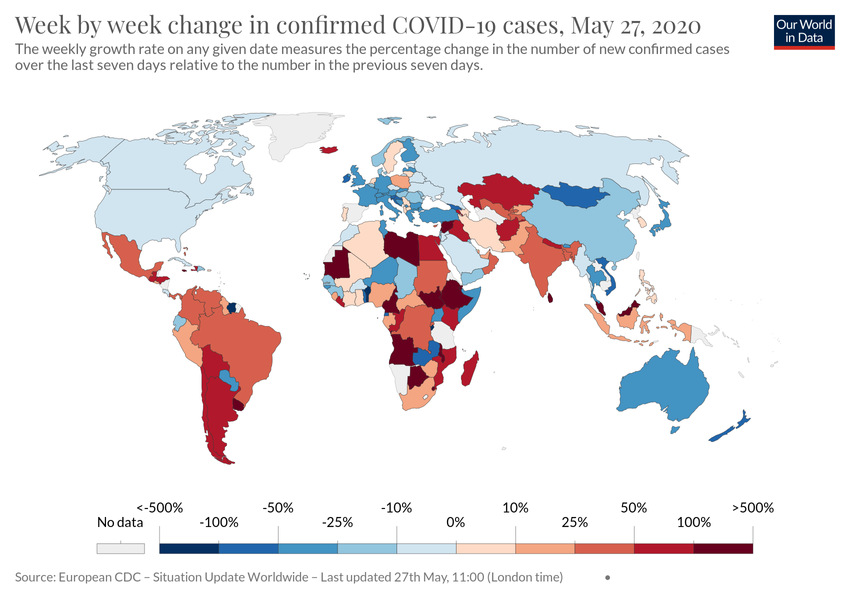 Week by week change in confirmed COVID-19 cases, May 27, 2020
Our World
in Data
The weekly growth rate on any given date measures the percentage change in the number of new confirmed cases
over the last seven days relative to the number in the previous seven days.
<-500% -50% -10% 10% 50% >500%
No data -100% -25% 0% 25% 100%
Source: European CDC – Situation Update Worldwide – Last updated 27th May, 11:00 (London time)